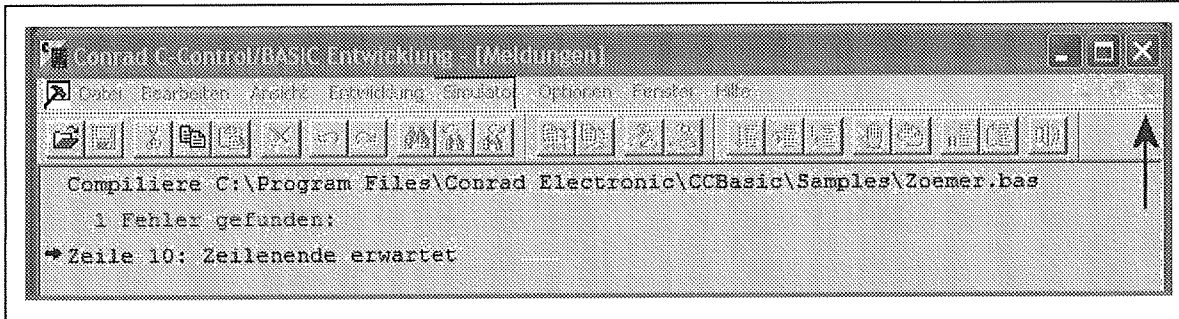 Conrad C-Control/BASIC Entwicklung - [Meldungen]
Datei Bearbeiten Ansicht Entwicklung Simulator Optionen Fenster Hilfe
Compiliere C:\Program Files\Conrad Electronic\CCBasic\Samples\Zoemer.bas
1 Fehler gefunden:
Zeile 10: Zeilenende erwartet